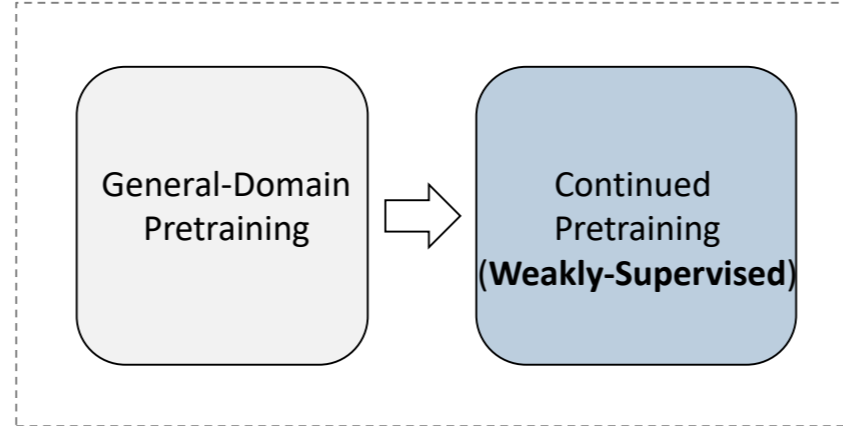 General-Domain
Pretraining
Continued
Pretraining
(Weakly-Supervised)